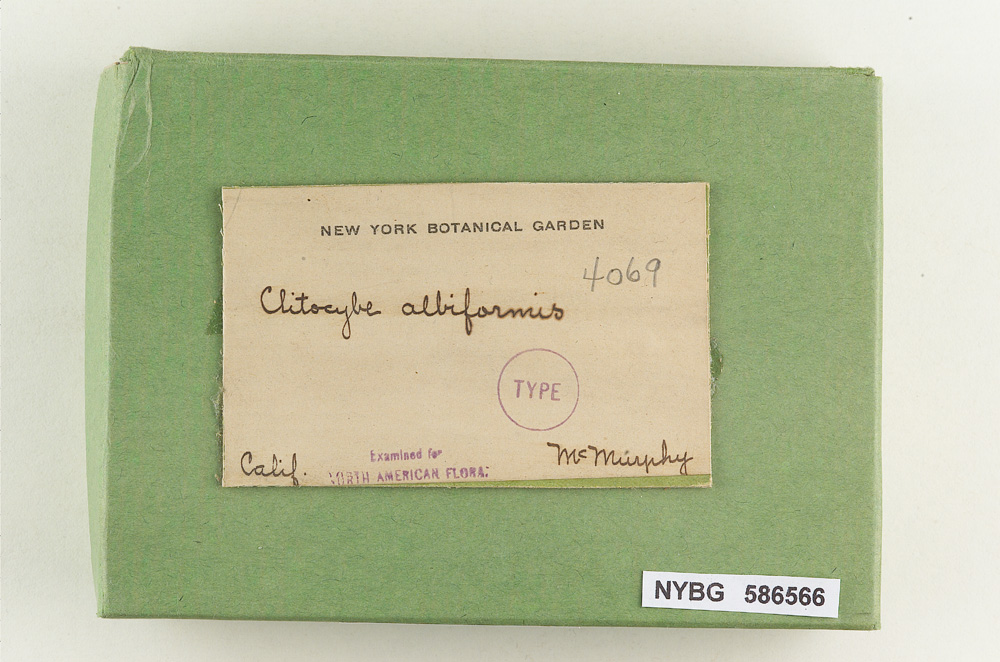 NEW YORK BOTANICAL GARDEN
4069
Clitocybe albiformis
TYPE
Calif.
Examined for
NORTH AMERICAN FLORA.
McMurphy
NYBG 586566